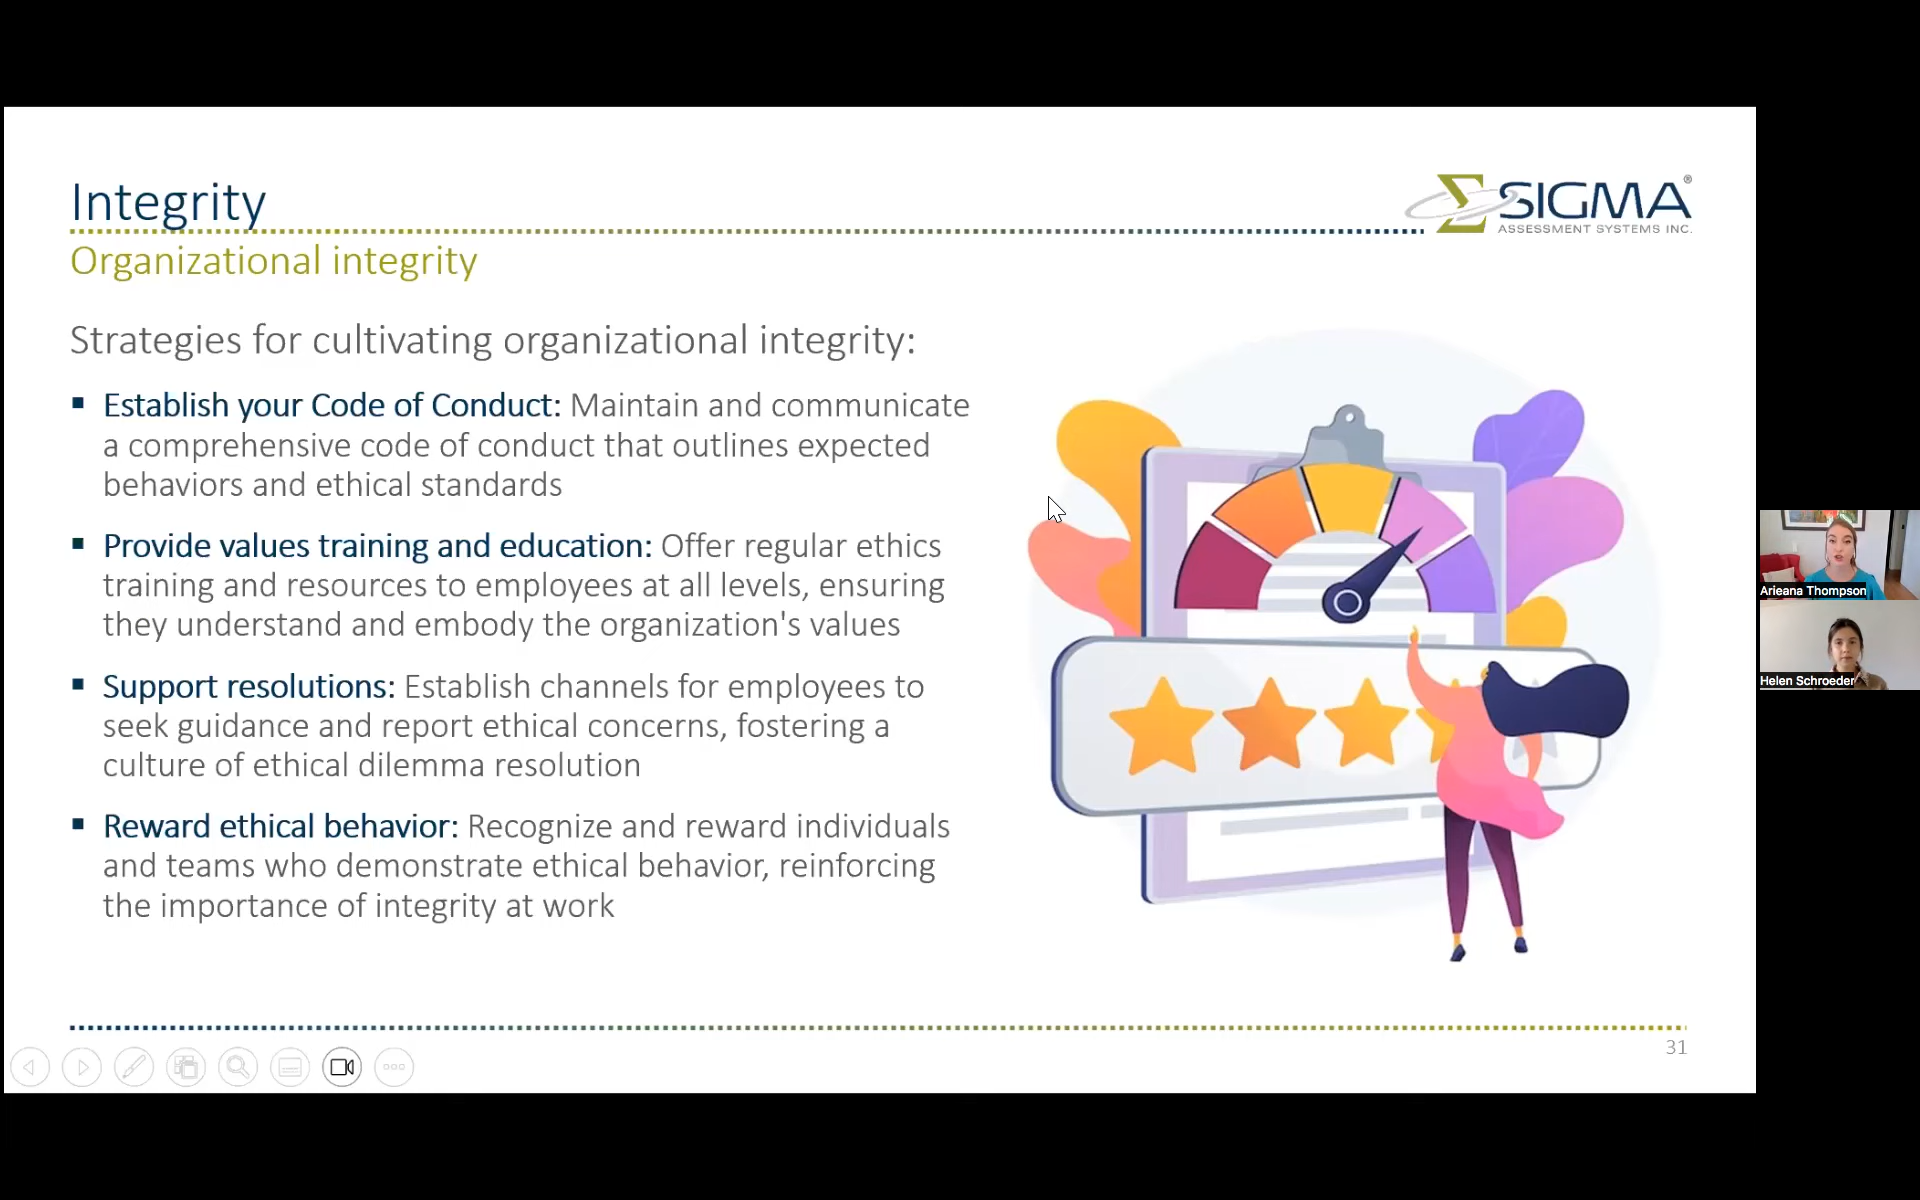 Integrity
SIGMA®
ASSESSMENT SYSTEMS INC.
Organizational integrity
Strategies for cultivating organizational integrity:
▪ Establish your Code of Conduct: Maintain and communicate
a comprehensive code of conduct that outlines expected
behaviors and ethical standards
▪ Provide values training and education: Offer regular ethics
training and resources to employees at all levels, ensuring
they understand and embody the organization's values
▪ Support resolutions: Establish channels for employees to
seek guidance and report ethical concerns, fostering a
culture of ethical dilemma resolution
▪ Reward ethical behavior: Recognize and reward individuals
and teams who demonstrate ethical behavior, reinforcing
the importance of integrity at work
31
Arieana Thompson
Helen Schroeder